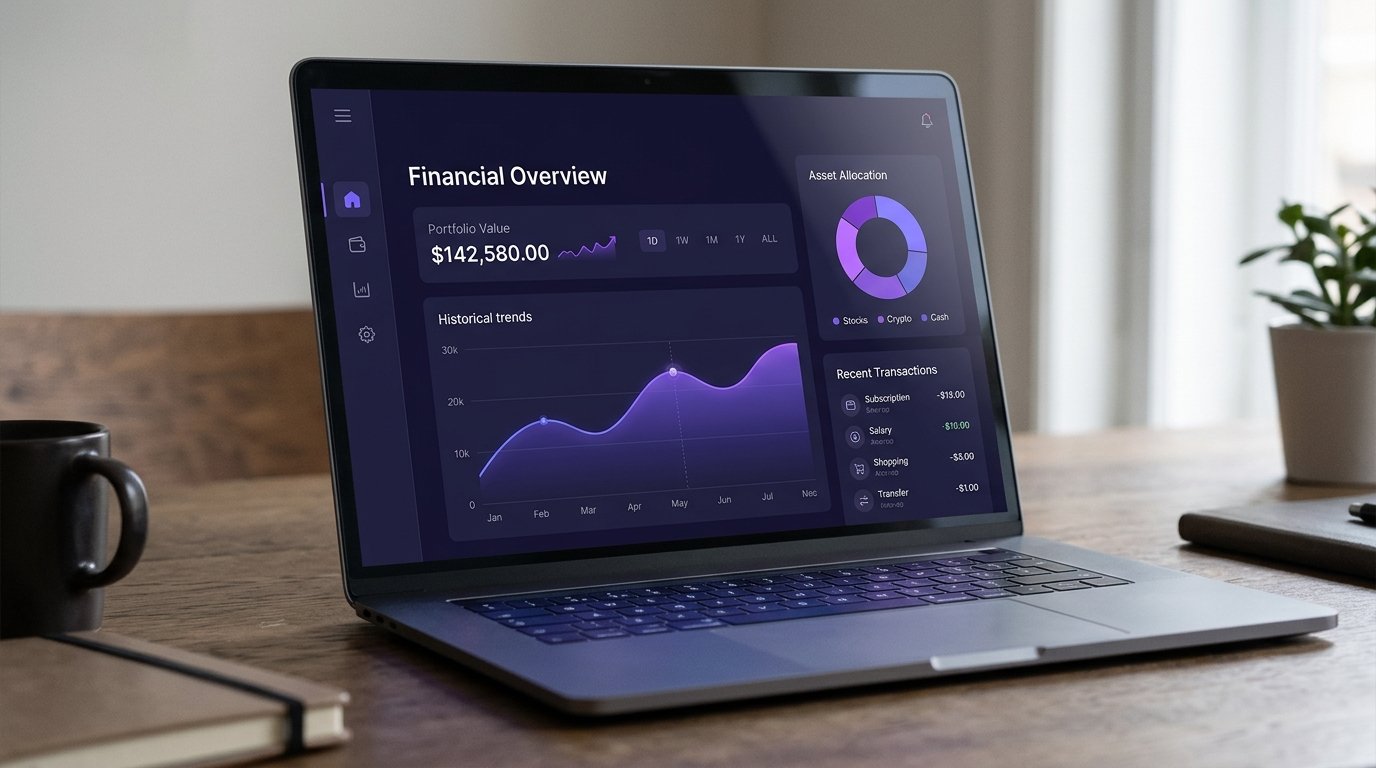 Financial Overview
Portfolio Value
$142,580.00
1D 1W 1M 1Y ALL
Historical trends
30k
20k
10k
0
Jan Feb Mar Apr May Jun Jul Nec
Asset Allocation
Stocks Crypto Cash
Recent Transactions
Subscription -$18.00
Salary -$10.00
Shopping -$8.00
Transfer -$1.00